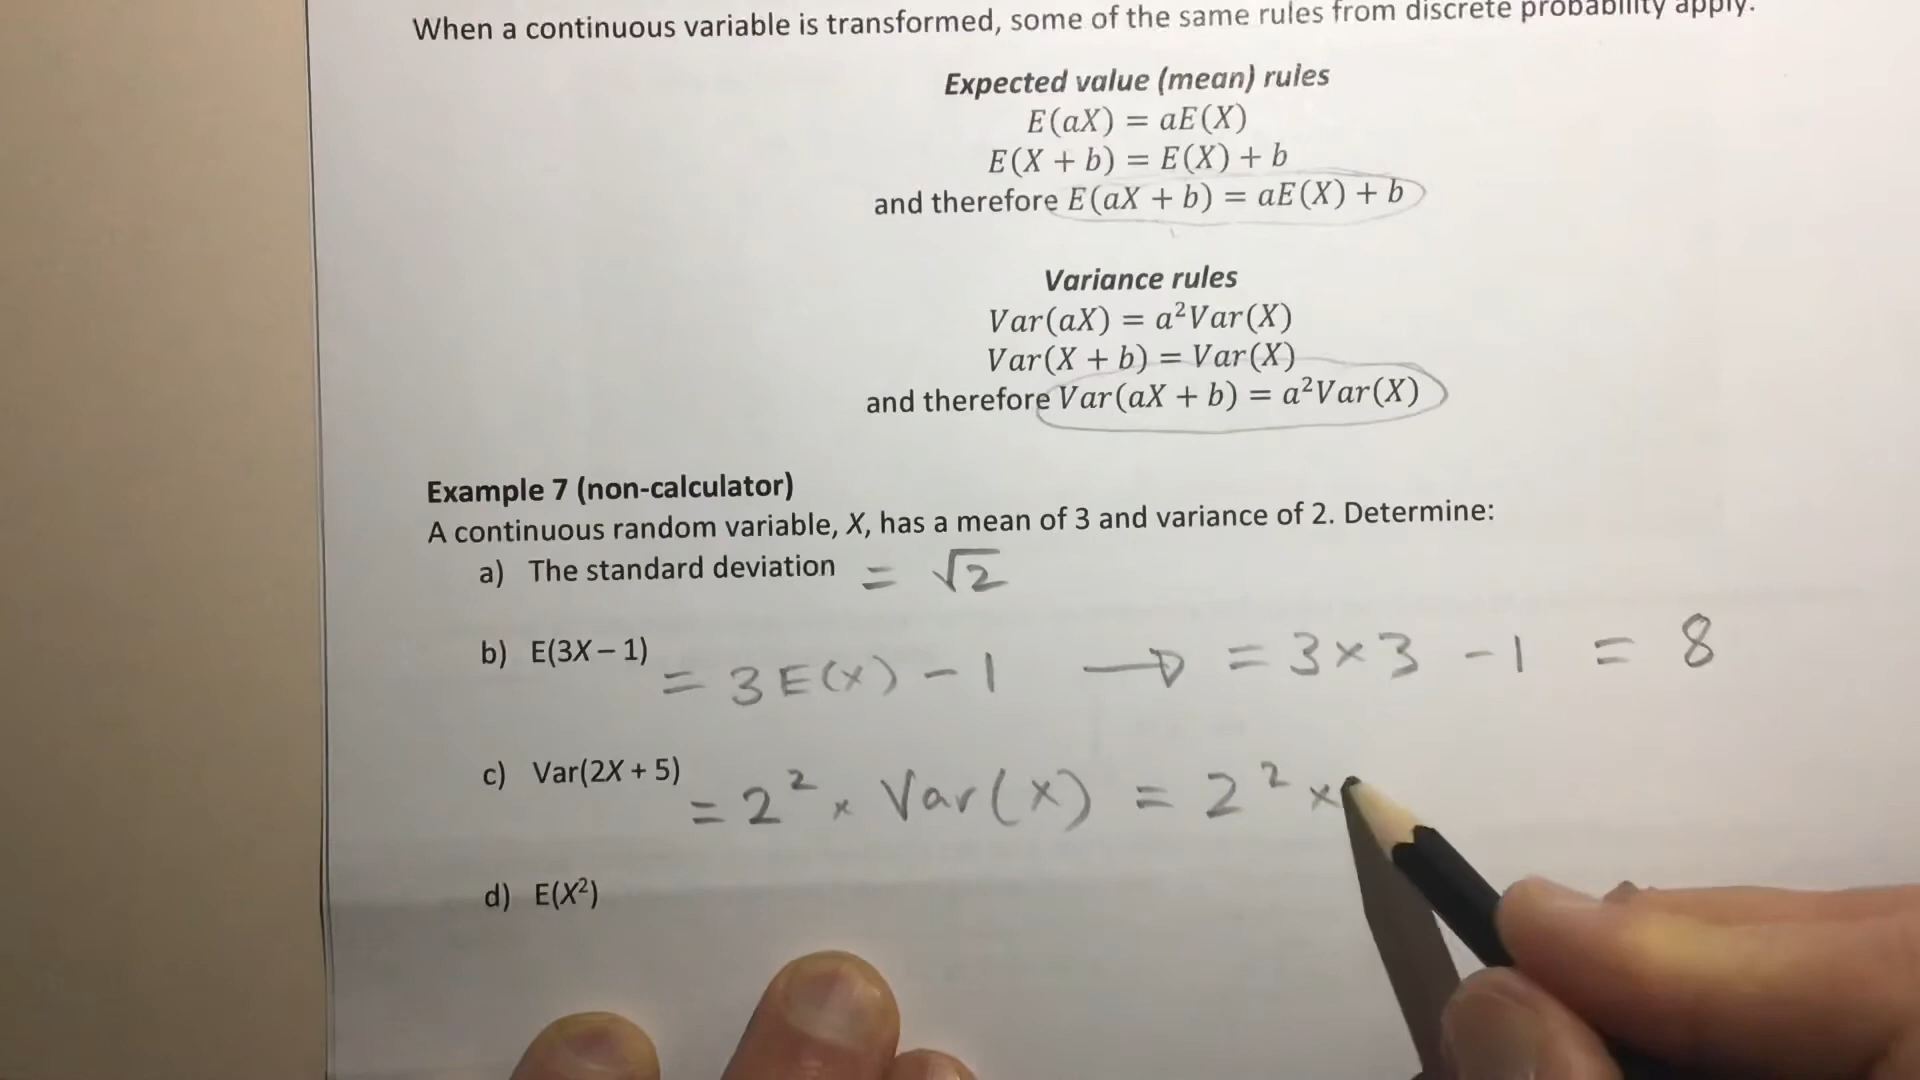 When a continuous variable is transformed, some of the same rules from discrete probability apply.
Expected value (mean) rules
E(aX) = aE(X)
E(X + b) = E(X) + b
and therefore E(aX + b) = aE(X) + b
Variance rules
Var(aX) = a²Var(X)
Var(X + b) = Var(X)
and therefore Var(aX + b) = a²Var(X)
Example 7 (non-calculator)
A continuous random variable, X, has a mean of 3 and variance of 2. Determine:
a) The standard deviation = √2
b) E(3X – 1) = 3E(x) - 1 → = 3×3 - 1 = 8
c) Var(2X + 5) = 2² × Var(x) = 2² ×
d) E(X²)